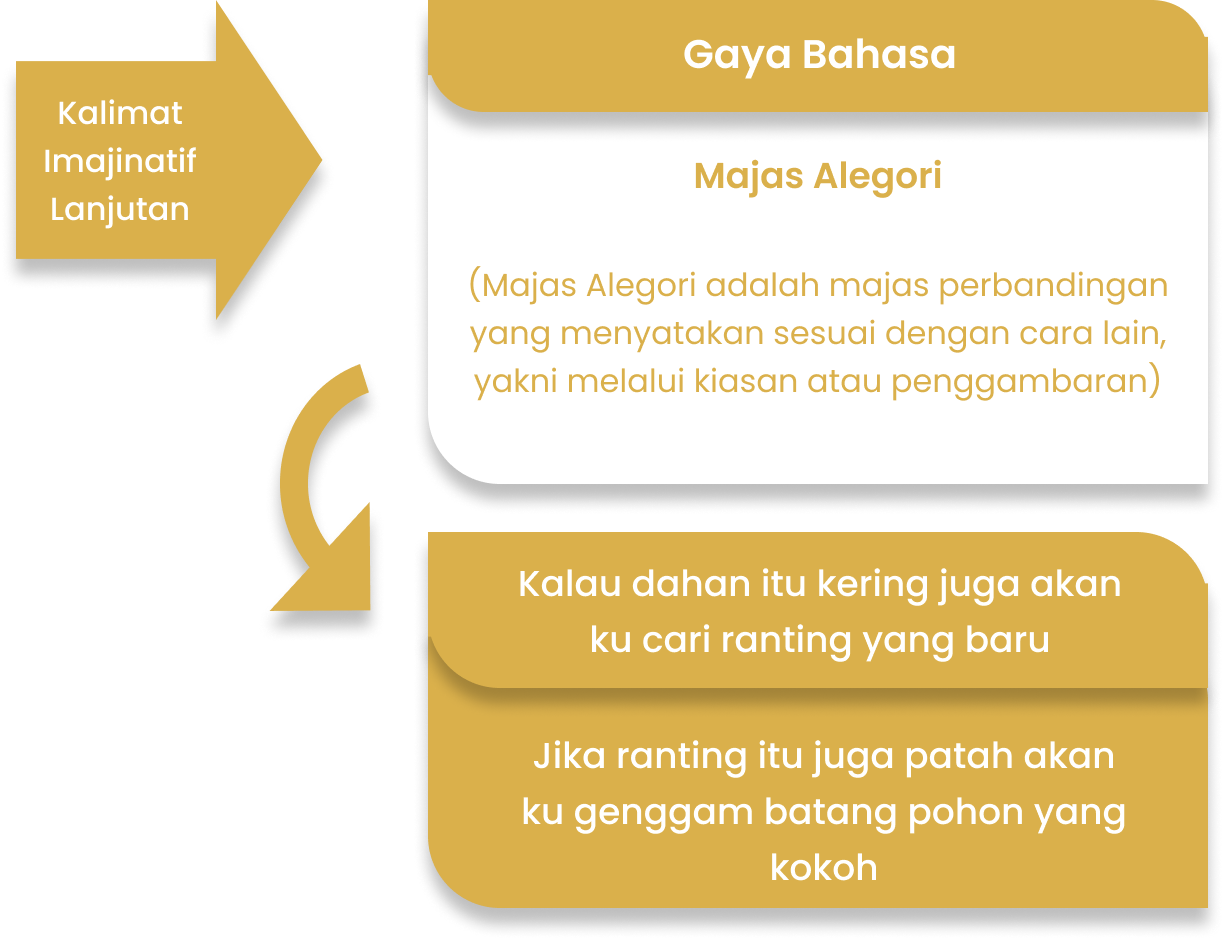 Kalimat
Imajinatif
Lanjutan
Gaya Bahasa
Majas Alegori
(Majas Alegori adalah majas perbandingan
yang menyatakan sesuai dengan cara lain,
yakni melalui kiasan atau penggambaran)
Kalau dahan itu kering juga akan
ku cari ranting yang baru
Jika ranting itu juga patah akan
ku genggam batang pohon yang
kokoh